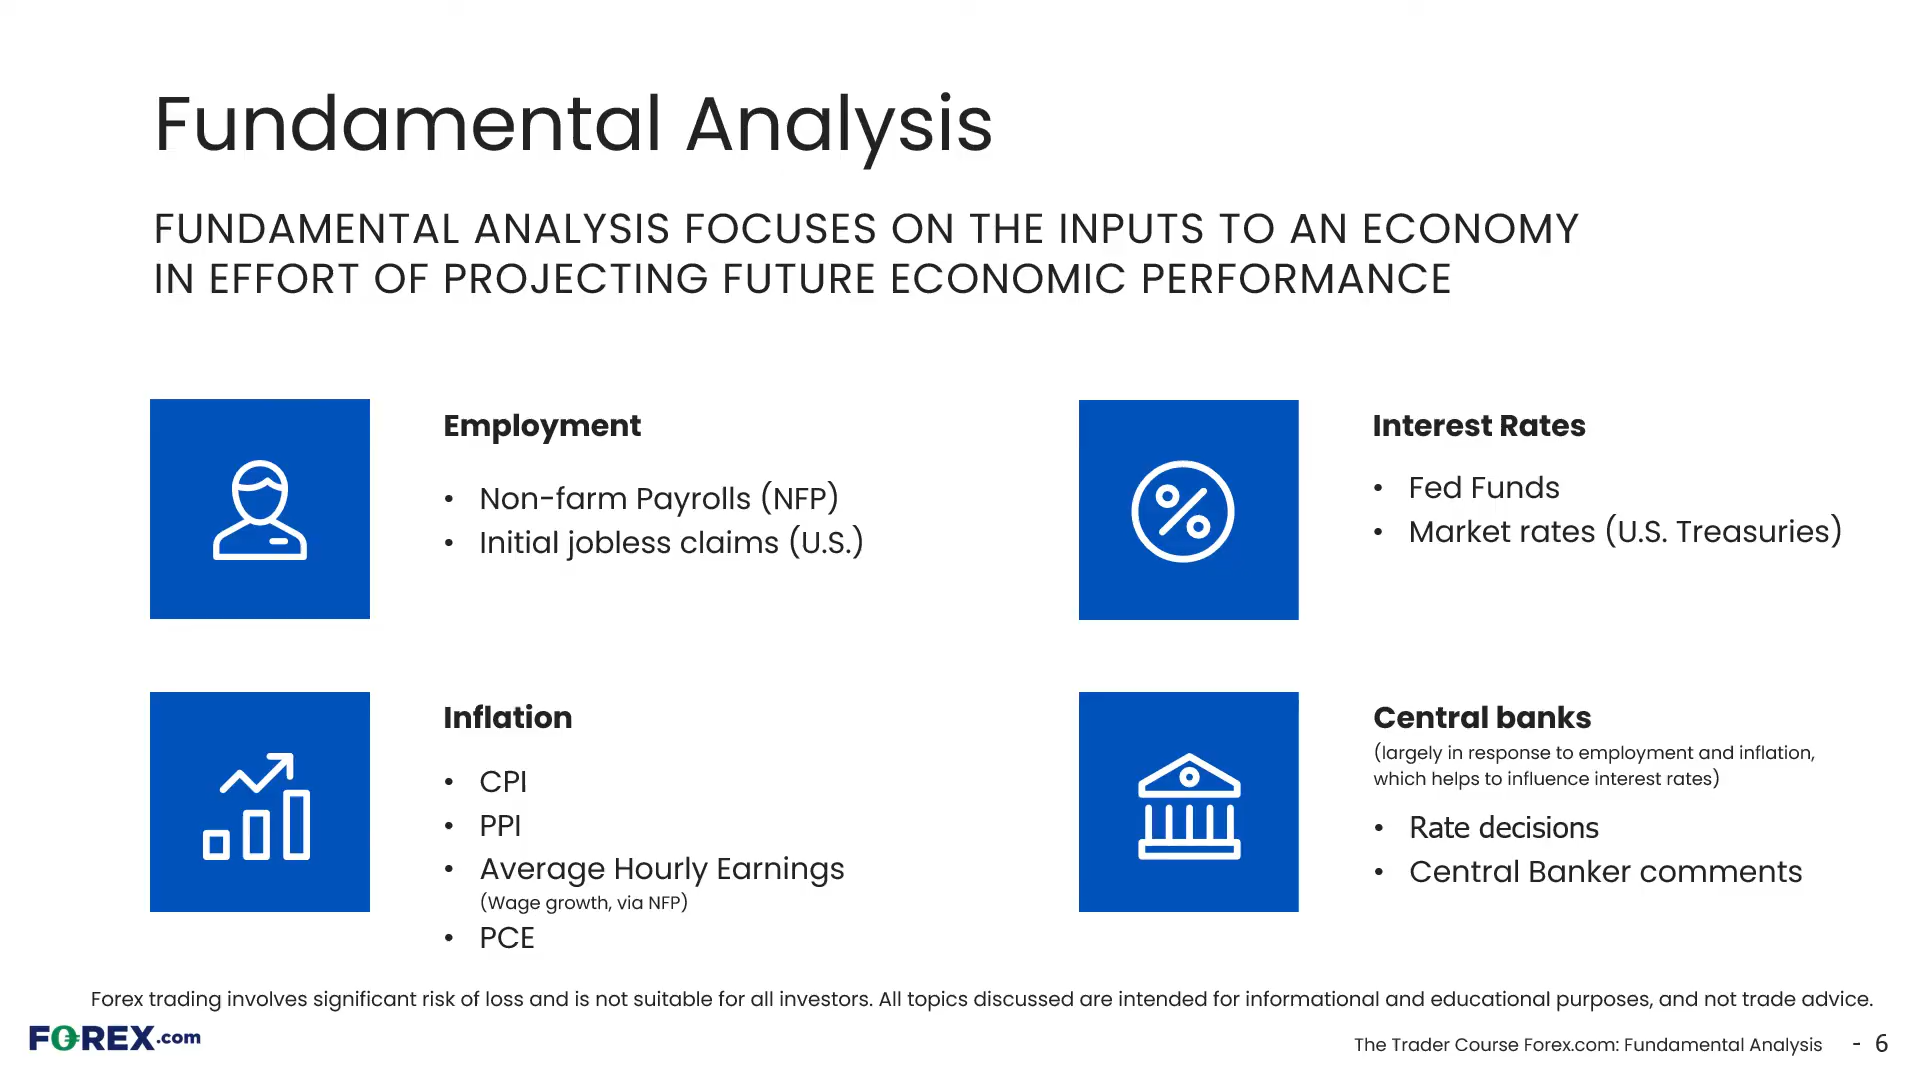 Fundamental Analysis
FUNDAMENTAL ANALYSIS FOCUSES ON THE INPUTS TO AN ECONOMY
IN EFFORT OF PROJECTING FUTURE ECONOMIC PERFORMANCE
Employment
• Non-farm Payrolls (NFP)
• Initial jobless claims (U.S.)
Interest Rates
• Fed Funds
• Market rates (U.S. Treasuries)
Inflation
• CPI
• PPI
• Average Hourly Earnings
(Wage growth, via NFP)
• PCE
Central banks
(largely in response to employment and inflation,
which helps to influence interest rates)
• Rate decisions
• Central Banker comments
Forex trading involves significant risk of loss and is not suitable for all investors. All topics discussed are intended for informational and educational purposes, and not trade advice.
FOREX.com
The Trader Course Forex.com: Fundamental Analysis - 6